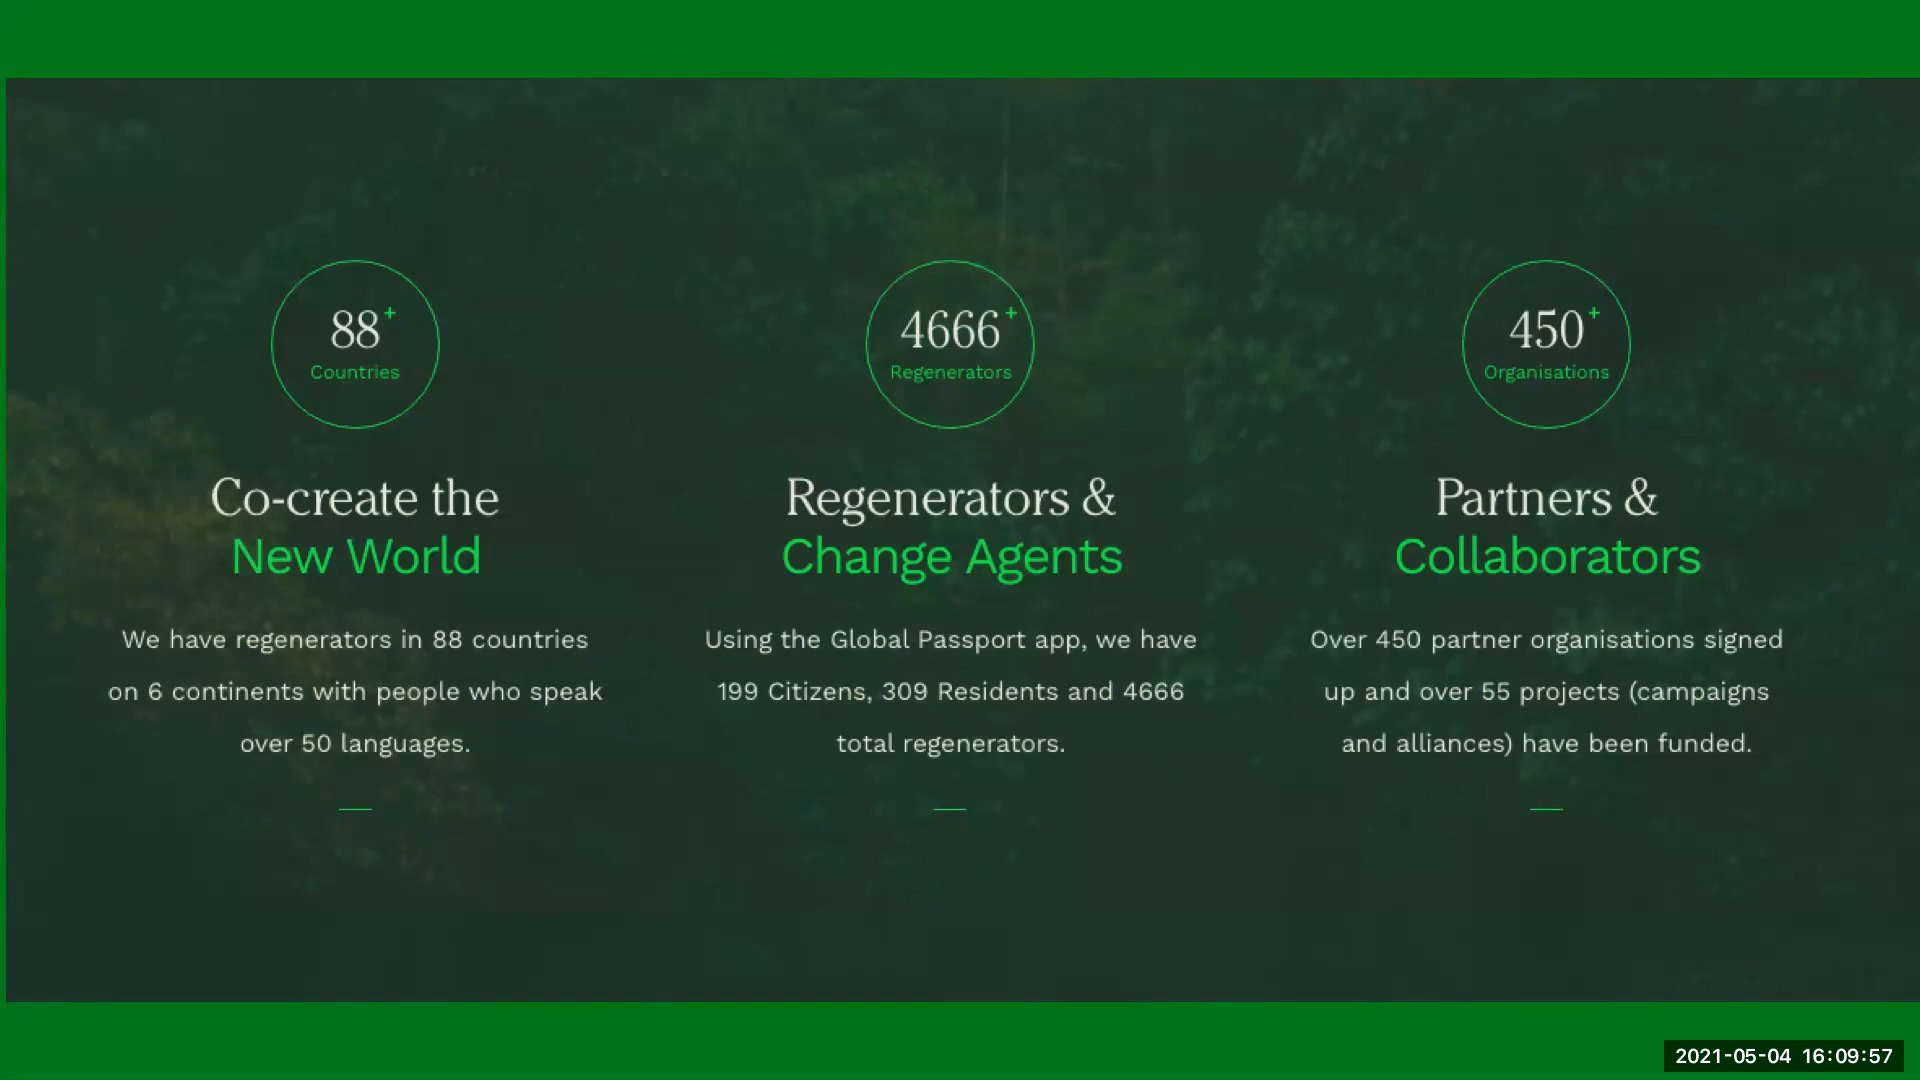 88+
Countries
Co-create the
New World
We have regenerators in 88 countries
on 6 continents with people who speak
over 50 languages.
4666+
Regenerators
Regenerators &
Change Agents
Using the Global Passport app, we have
199 Citizens, 309 Residents and 4666
total regenerators.
450+
Organisations
Partners &
Collaborators
Over 450 partner organisations signed
up and over 55 projects (campaigns
and alliances) have been funded.
2021-05-04 16:09:57